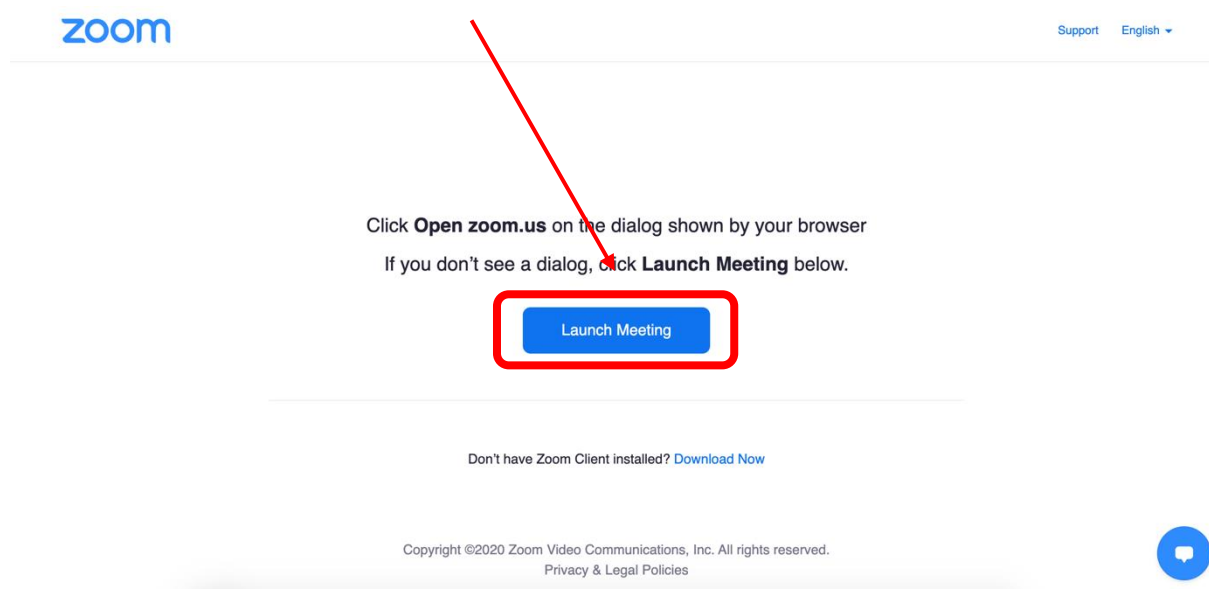 zoom
Support English
Click Open zoom.us on the dialog shown by your browser
If you don't see a dialog, click Launch Meeting below.
Launch Meeting
Don't have Zoom Client installed? Download Now
Copyright ©2020 Zoom Video Communications, Inc. All rights reserved.
Privacy & Legal Policies